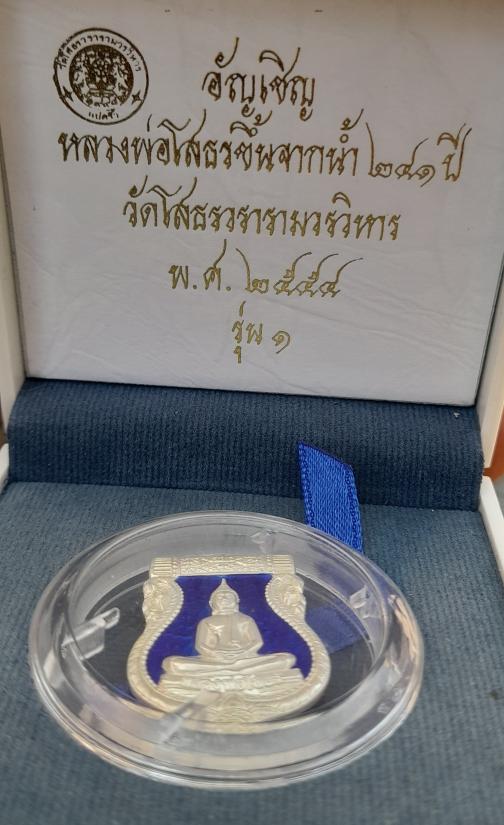 อัญเชิญ
หลวงพ่อโสธรขึ้นจากน้ำ ๒๔๑ ปี
วัดโสธรวรารามวรวิหาร
พ.ศ. ๒๕๕๔
รุ่น ๑